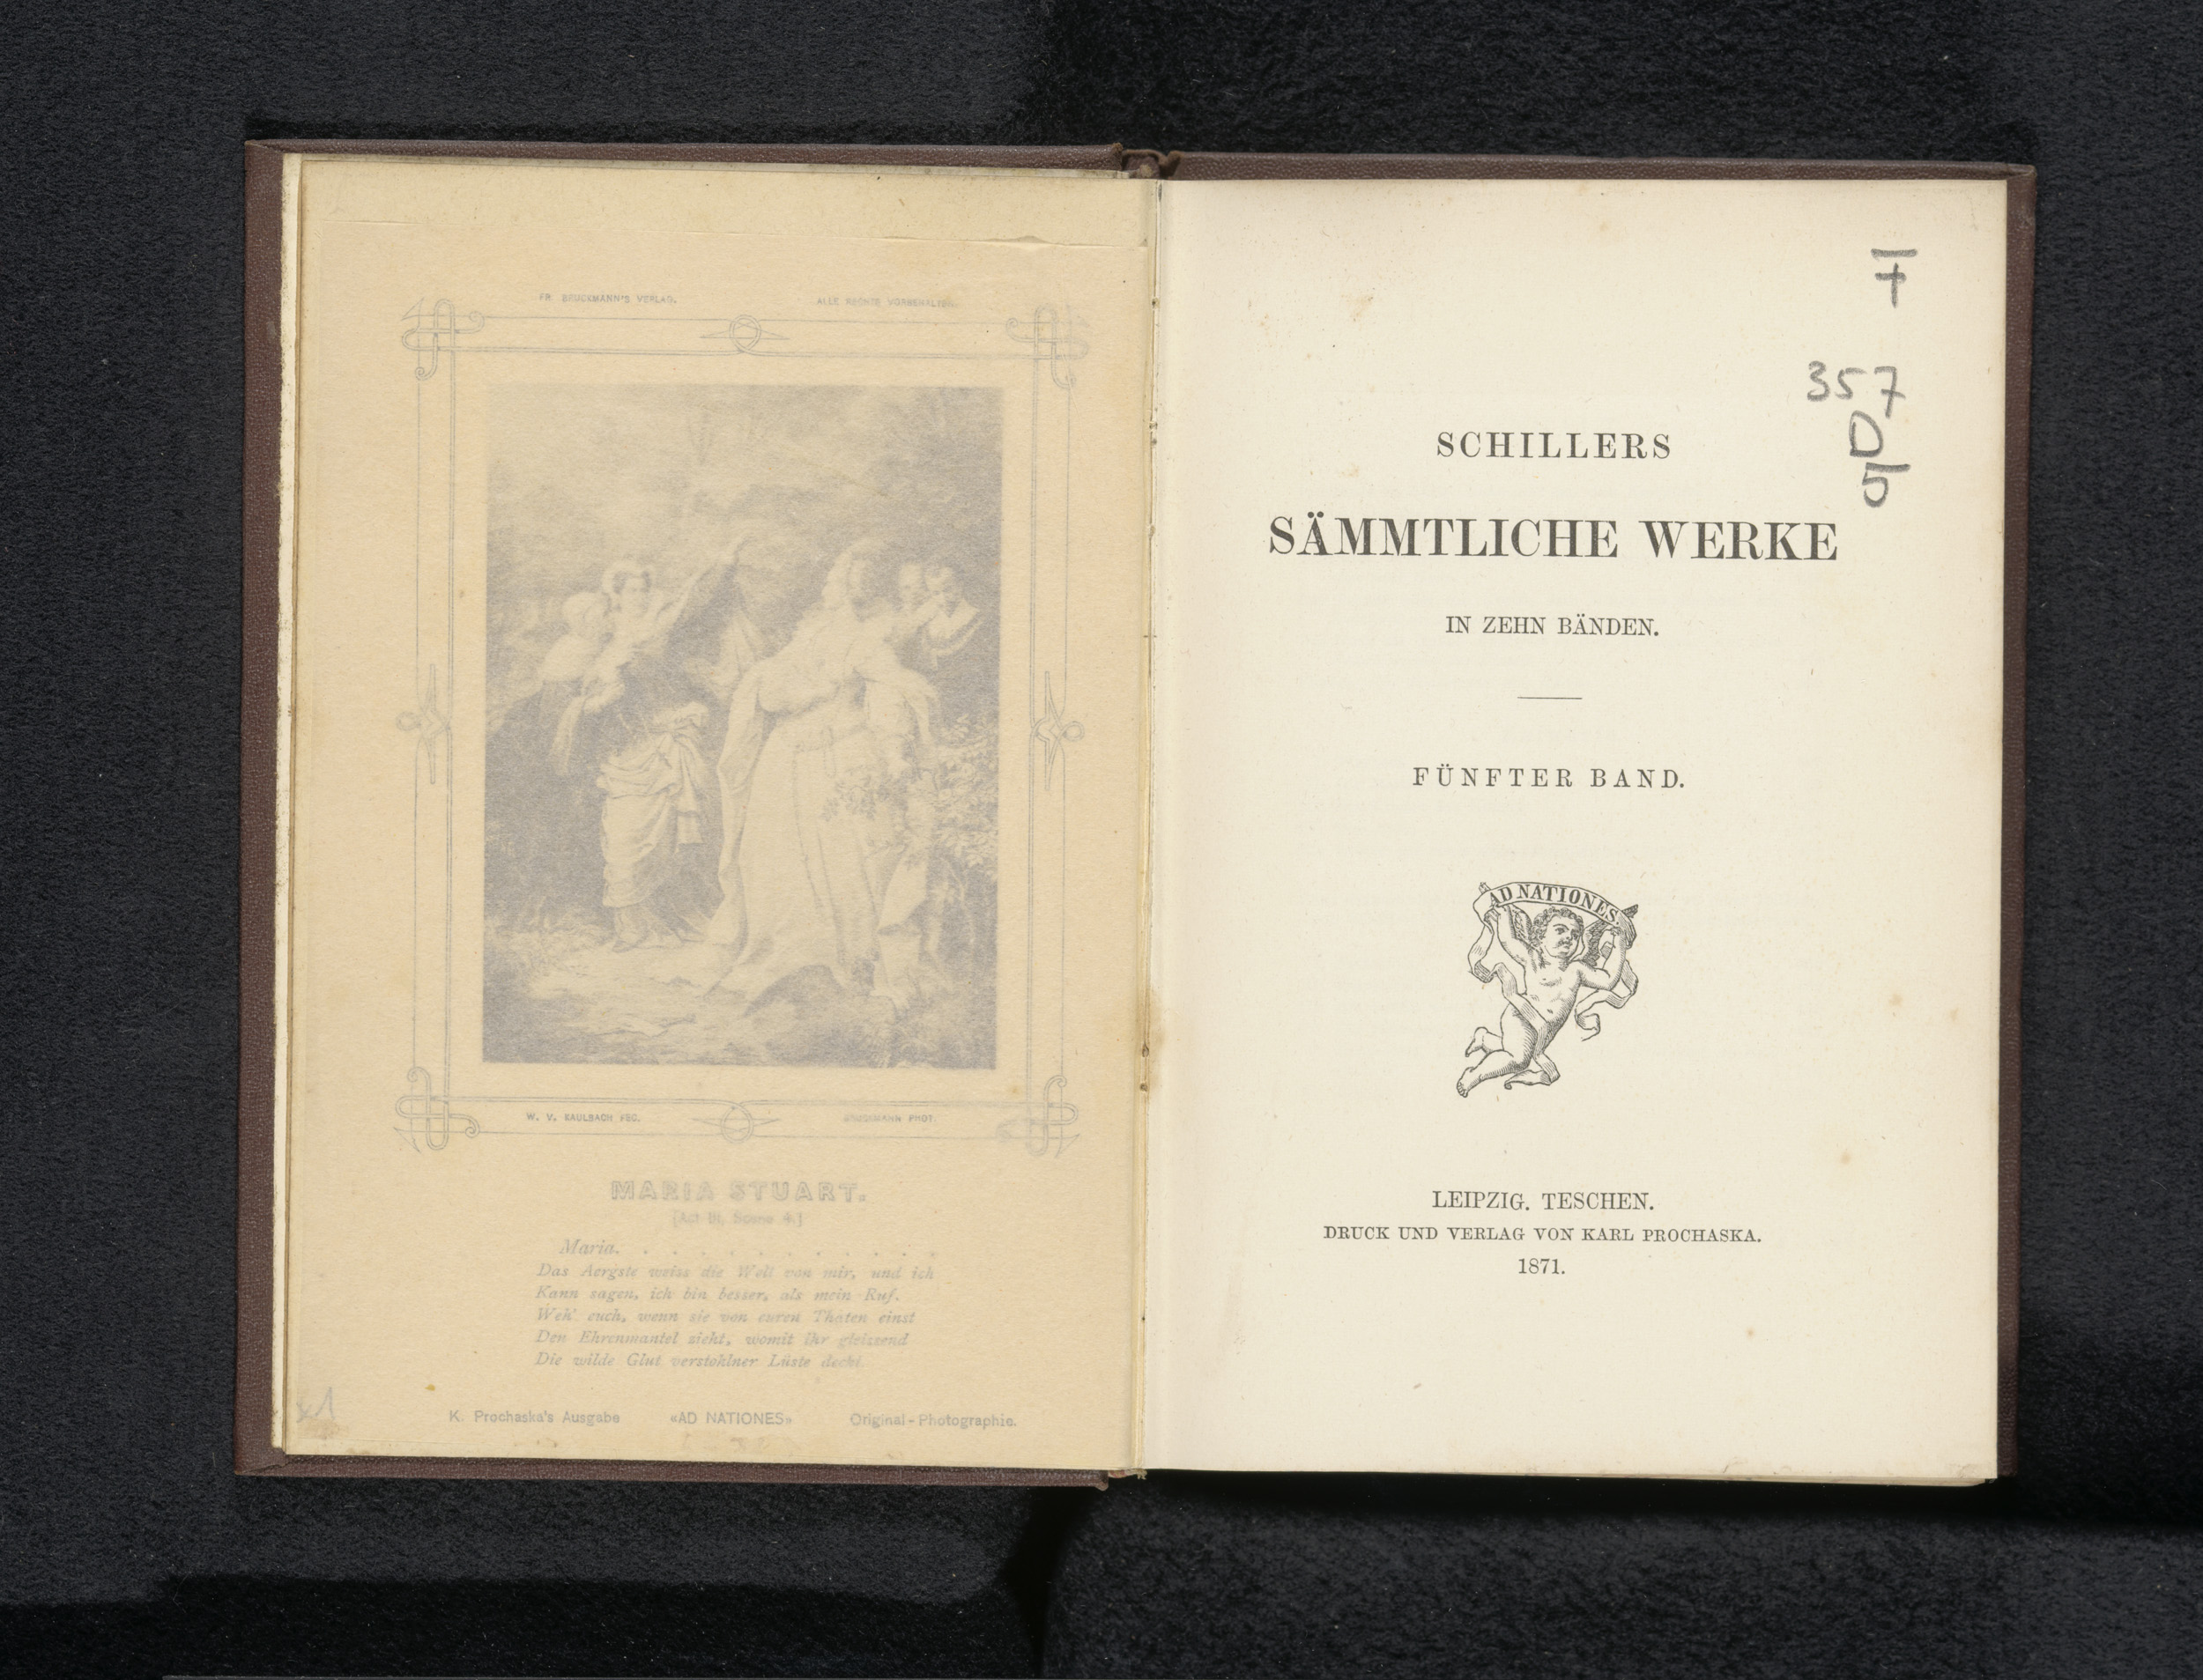 FR. BRUCKMANN'S VERLAG. ALLE RECHTE VORBEHALTEN.
W. V. KAULBACH FEC. BRUCKMANN PHOT.
MARIA STUART.
[Act III, Scene 4.]
Maria. . . . . . . . . . . .
Das Aergste weiss die Welt von mir, und ich
Kann sagen, ich bin besser, als mein Ruf.
Weh' euch, wenn sie von euren Thaten einst
Den Ehrenmantel zieht, womit ihr gleissend
Die wilde Glut verstohlner Lüste deckt.
K. Prochaska's Ausgabe «AD NATIONES» Original-Photographie.
7
357
D
5
SCHILLERS
SÄMMTLICHE WERKE
IN ZEHN BÄNDEN.
FÜNFTER BAND.
AD NATIONES.
LEIPZIG. TESCHEN.
DRUCK UND VERLAG VON KARL PROCHASKA.
1871.